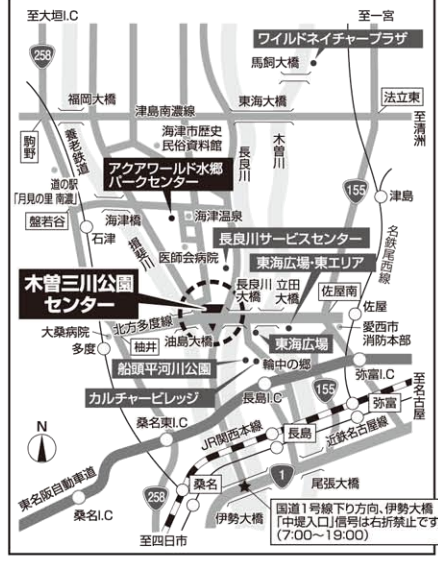 至大垣I.C
至一宮
ワイルドネイチャープラザ
258
馬飼大橋
福岡大橋
津島南濃線
東海大橋
法立東
至清洲
駒野
養老鉄道
海津市歴史
民俗資料館
長良川
木曽川
アクアワールド水郷
パークセンター
155
道の駅
「月見の里 南濃」
津島
盤若谷
海津橋
海津温泉
石津
揖斐川
長良川サービスセンター
名鉄尾西線
医師会病院
東海広場・東エリア
木曽三川公園
センター
長良川
大橋
立田
大橋
佐屋南
佐屋
北方多度線
大桑病院
油島大橋
東海広場
愛西市
消防本部
多度
柚井
船頭平河川公園
輪中の郷
弥富I.C
至名古屋
カルチャービレッジ
長島I.C
155
弥富
桑名東I.C
N
JR関西本線
長島
近鉄名古屋線
東名阪自動車道
桑名
1
尾張大橋
桑名I.C
258
伊勢大橋
国道1号線下り方向、伊勢大橋
「中堤入口」信号は右折禁止です
(7:00〜19:00)
至四日市